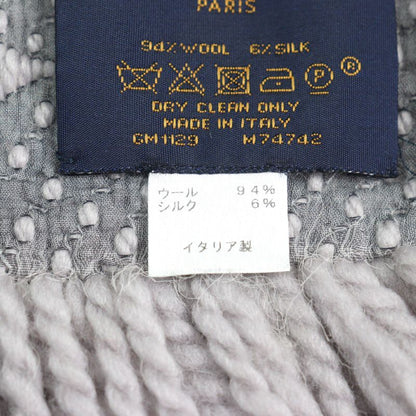 PARIS
94% WOOL 6% SILK
P ®
DRY CLEAN ONLY
MADE IN ITALY
GM1129 M74742
ウール 94%
シルク 6%
イタリア製